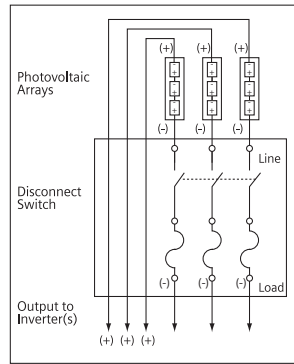 (+) (+) (+)
Photovoltaic
Arrays
- + - + - +
- + - + - +
- + - + - +
(-) (-) (-)
Line
Disconnect
Switch
(-) (-) (-)
Load
Output to
Inverter(s)
(+) (+) (+)